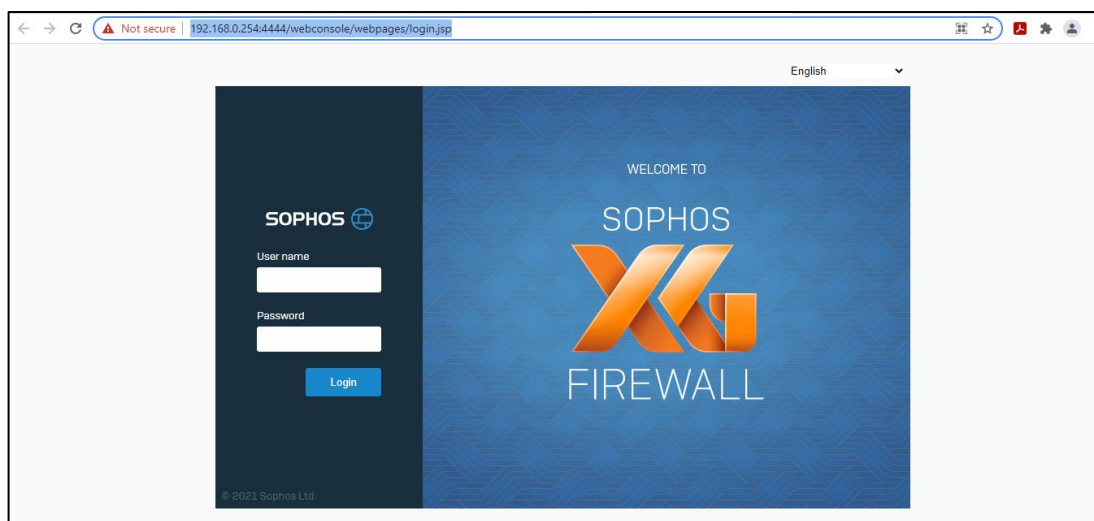 Not secure | 192.168.0.254:4444/webconsole/webpages/login.jsp
English
WELCOME TO
SOPHOS
XG
FIREWALL
SOPHOS
User name
Password
Login
© 2021 Sophos Ltd.